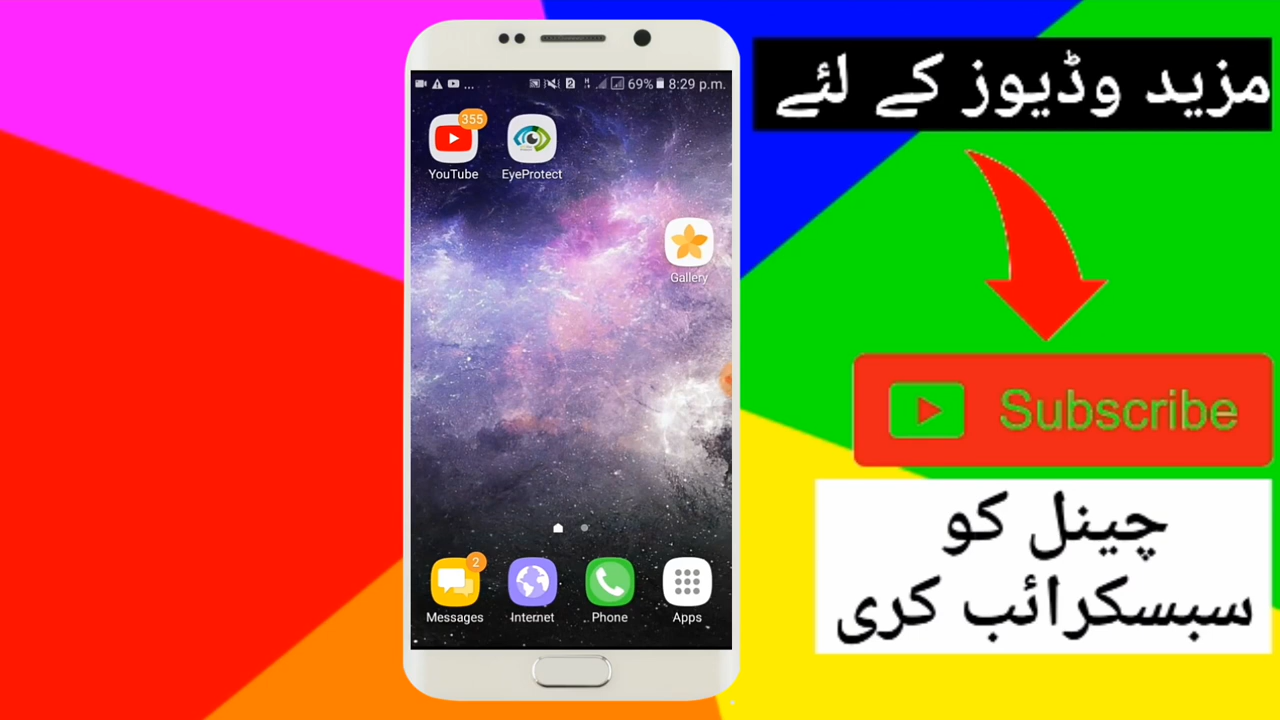 69% 8:29 p.m.
355
YouTube
EyeProtect
Gallery
2
Messages
Internet
Phone
Apps
مزید وڈیوز کے لئے
Subscribe
چینل کو
سبسکرائب کری